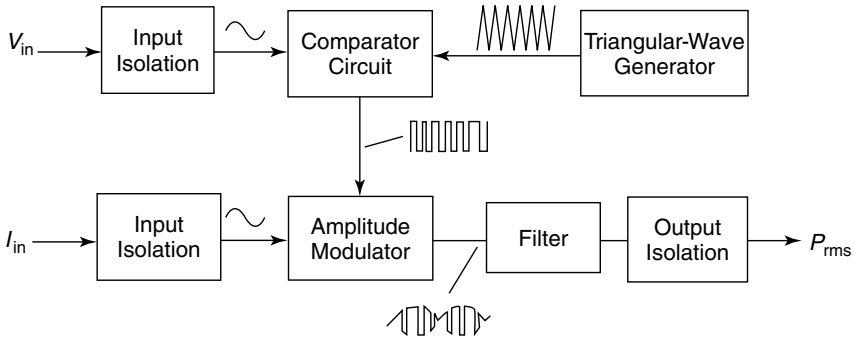 V_in
Input
Isolation
Comparator
Circuit
Triangular-Wave
Generator
I_in
Input
Isolation
Amplitude
Modulator
Filter
Output
Isolation
P_rms